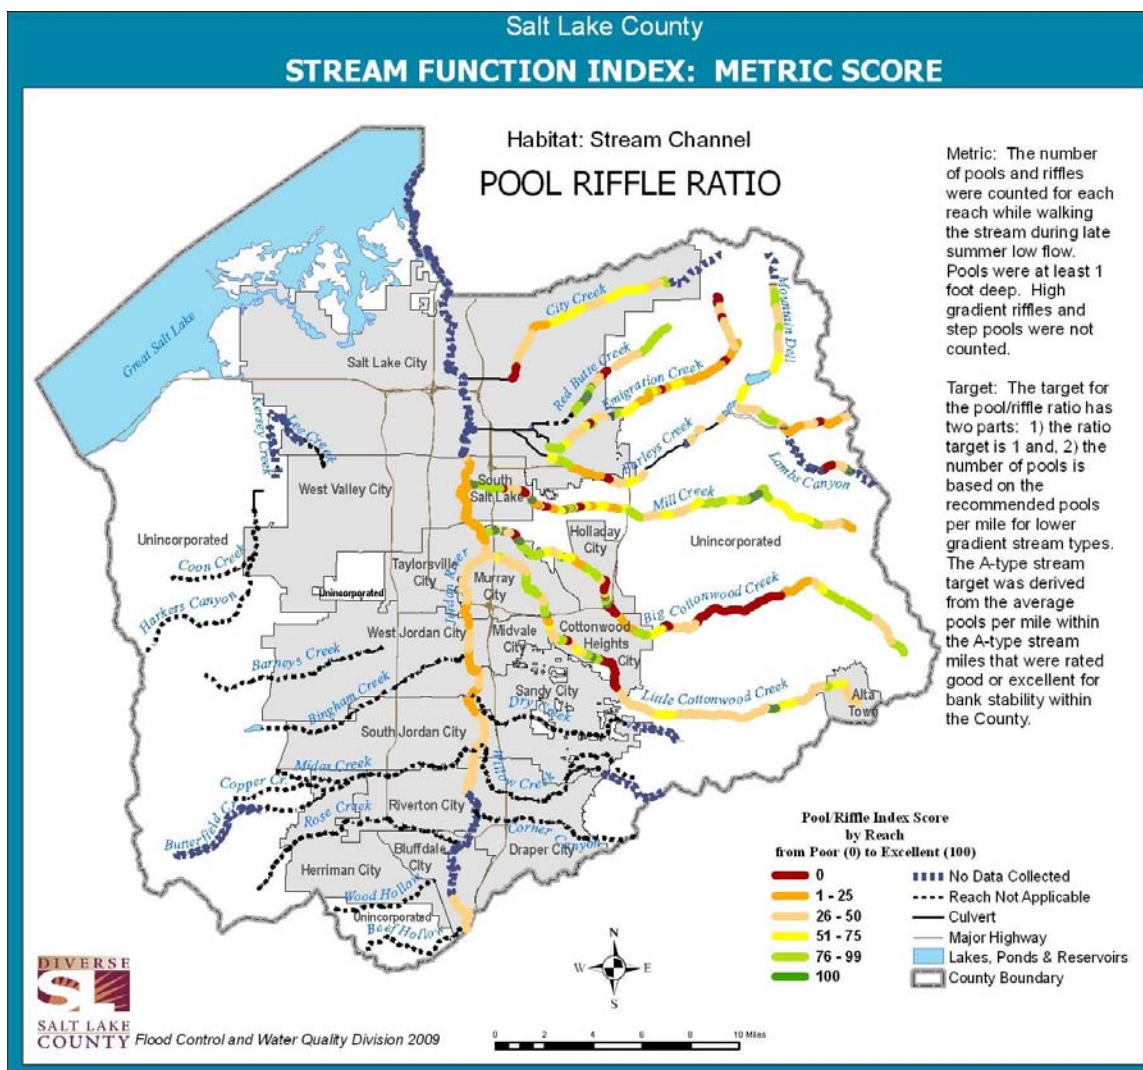 Salt Lake County
STREAM FUNCTION INDEX: METRIC SCORE
Habitat: Stream Channel
POOL RIFFLE RATIO
Metric: The number
of pools and riffles
were counted for each
reach while walking
the stream during late
summer low flow.
Pools were at least 1
foot deep. High
gradient riffles and
step pools were not
counted.
Target: The target for
the pool/riffle ratio has
two parts: 1) the ratio
target is 1 and, 2) the
number of pools is
based on the
recommended pools
per mile for lower
gradient stream types.
The A-type stream
target was derived
from the average
pools per mile within
the A-type stream
miles that were rated
good or excellent for
bank stability within
the County.
Great Salt Lake
City Creek
Mountain Dell
Salt Lake City
Red Butte Creek
Emigration Creek
Kersey Creek
Lee Creek
Parleys Creek
Lambs Canyon
West Valley City
South
Salt Lake
Mill Creek
Unincorporated
Holladay
City
Unincorporated
Coon Creek
Taylorsville
City
Jordan River
Murray
City
Unincorporated
Harkers Canyon
Big Cottonwood Creek
West Jordan City
Midvale
City
Cottonwood
Heights
City
Barneys Creek
Sandy City
Little Cottonwood Creek
Alta
Town
Bingham Creek
Dry Creek
South Jordan City
Midas Creek
Willow Creek
Copper Cr.
Riverton City
Rose Creek
Butterfield Cr.
Corner Canyon
Bluffdale
City
Draper City
Herriman City
Wood Hollow
Unincorporated
Beef Hollow
Pool/Riffle Index Score
by Reach
from Poor (0) to Excellent (100)
0
1 - 25
26 - 50
51 - 75
76 - 99
100
No Data Collected
Reach Not Applicable
Culvert
Major Highway
Lakes, Ponds & Reservoirs
County Boundary
N
W E
S
0 2 4 6 8 10 Miles
DIVERSE
SL
SALT LAKE
COUNTY
Flood Control and Water Quality Division 2009